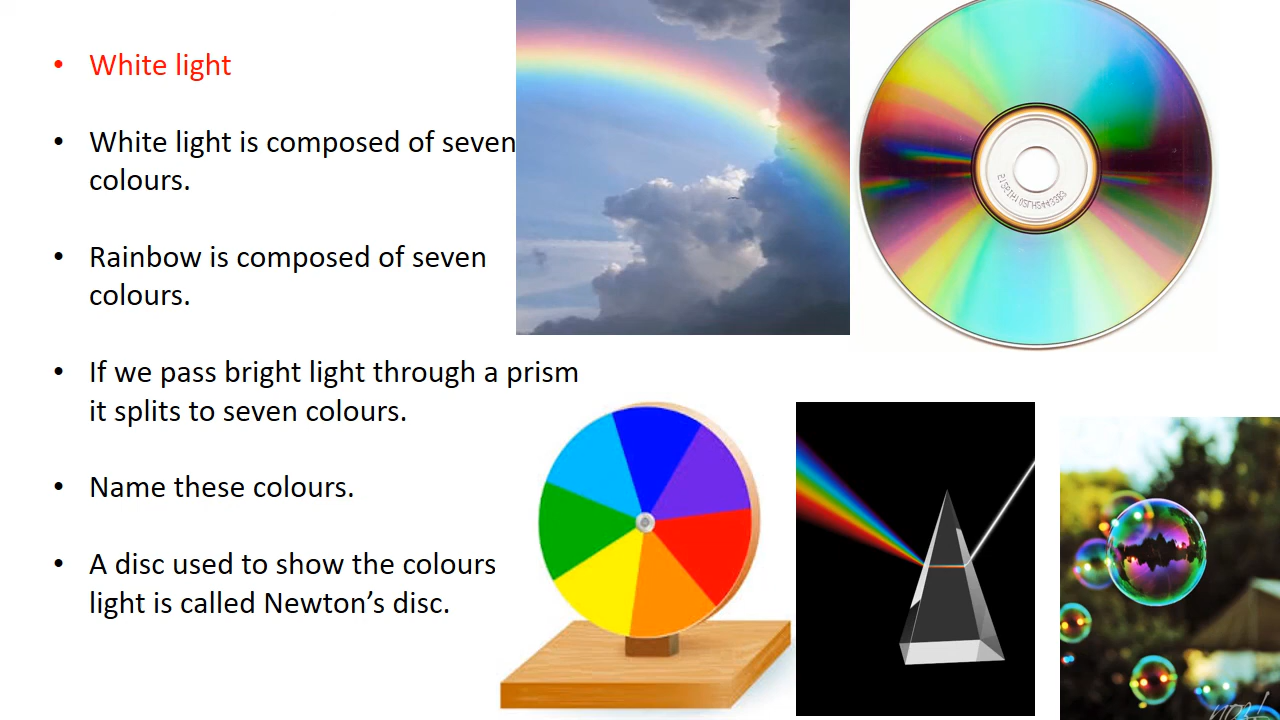 White light
White light is composed of seven
colours.
Rainbow is composed of seven
colours.
If we pass bright light through a prism
it splits to seven colours.
Name these colours.
A disc used to show the colours
light is called Newton’s disc.